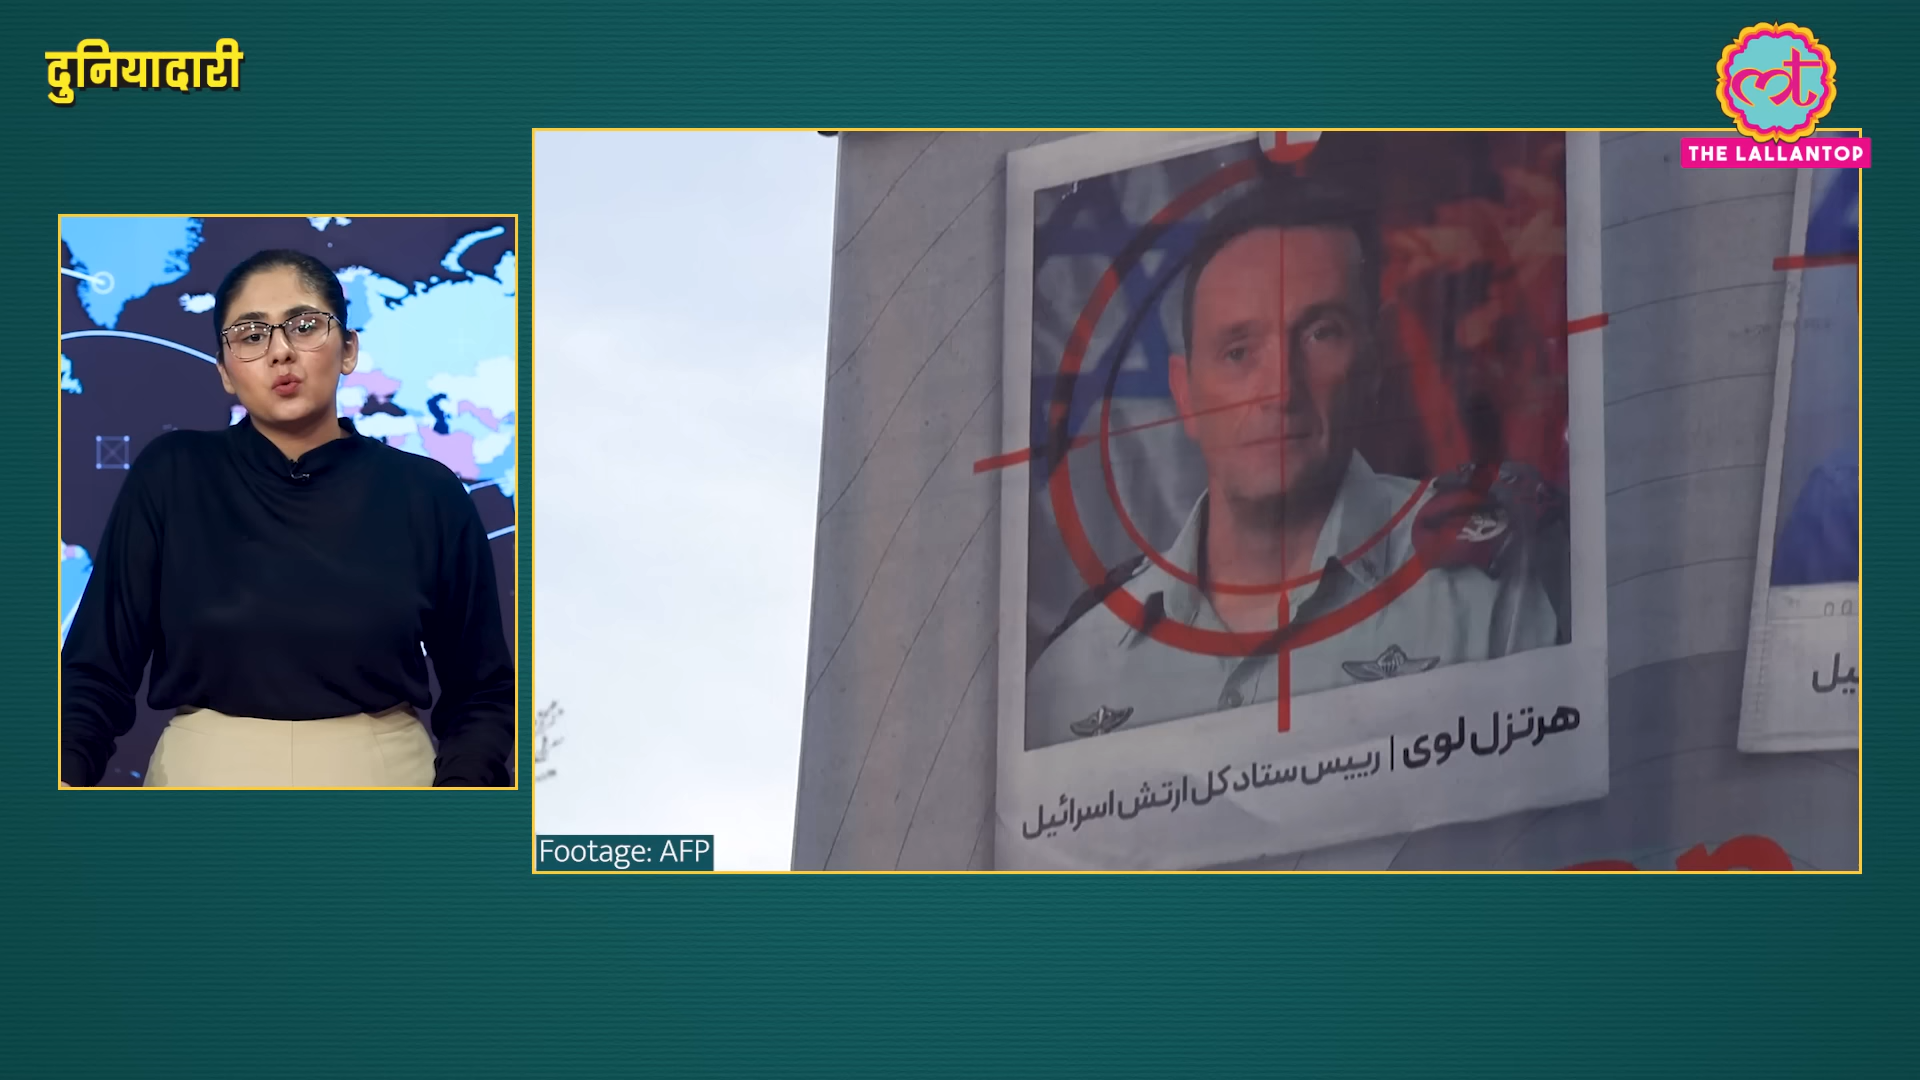 दुनियादारी
THE LALLANTOP
هرتزل لوی | رییس ستاد کل ارتش اسرائیل
Footage: AFP